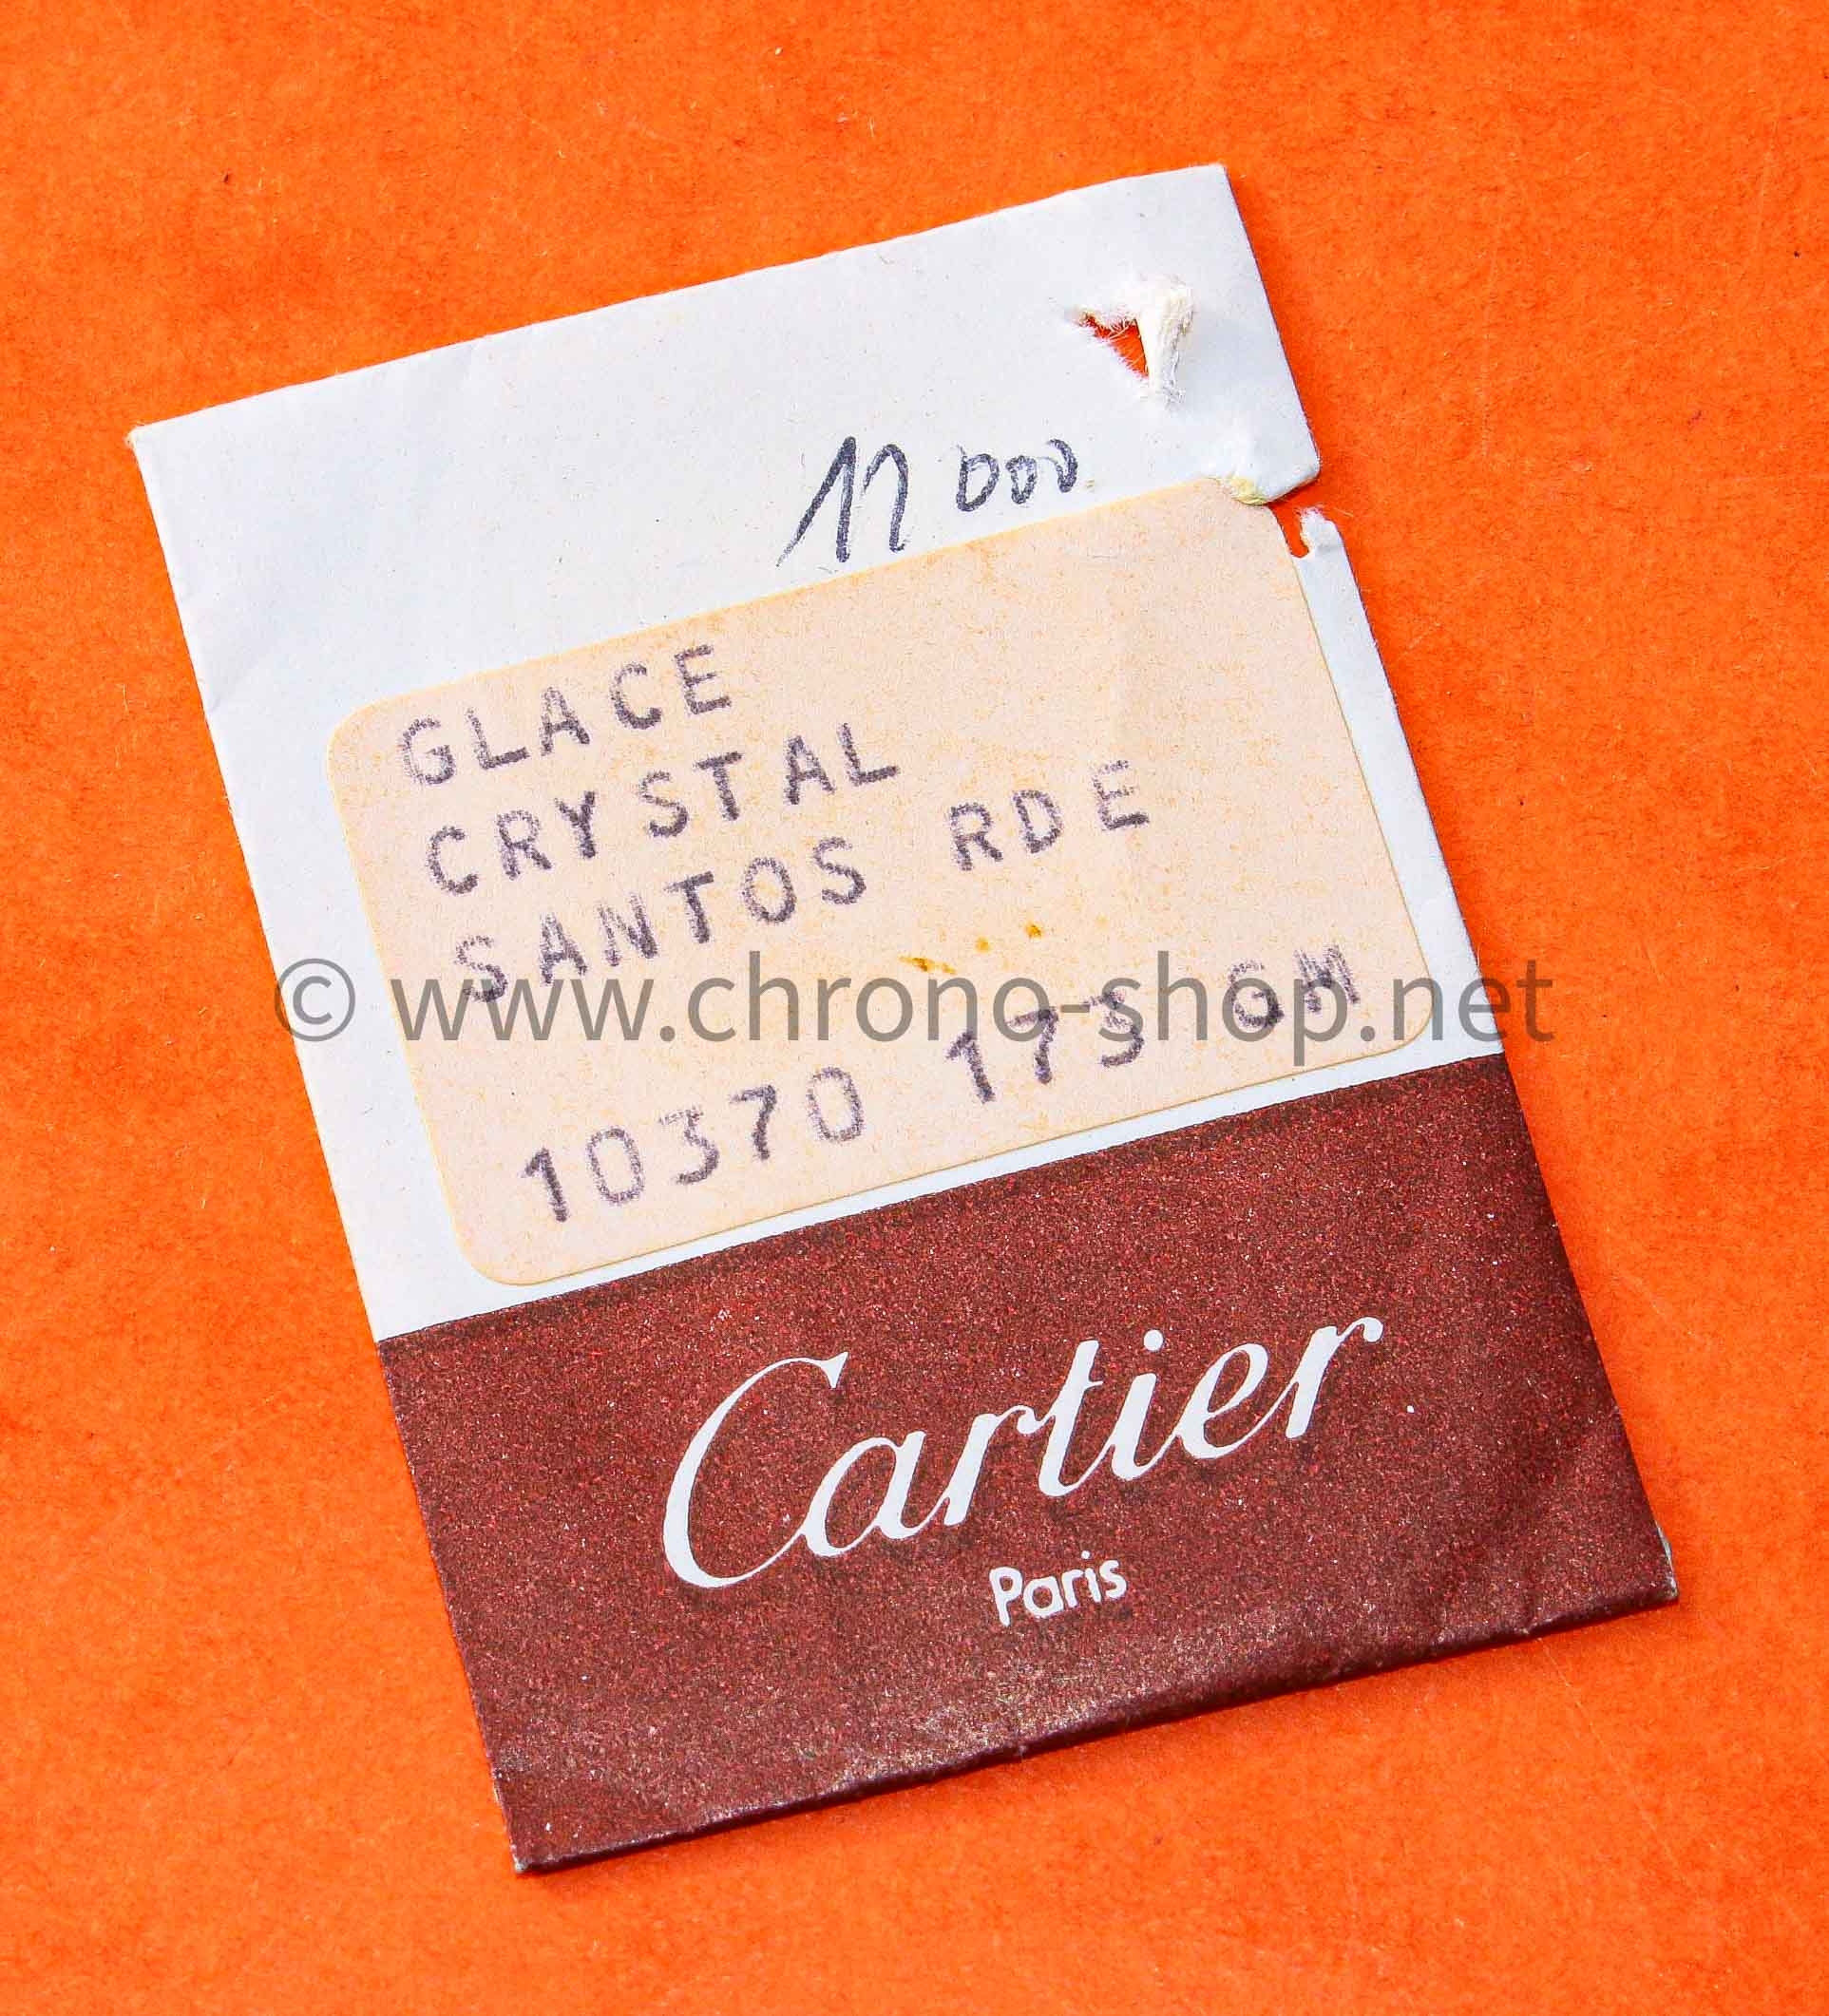 11 000
GLACE
CRYSTAL
SANTOS RDE
© www.chrono-shop.net
10370 173 GM
Cartier
Paris